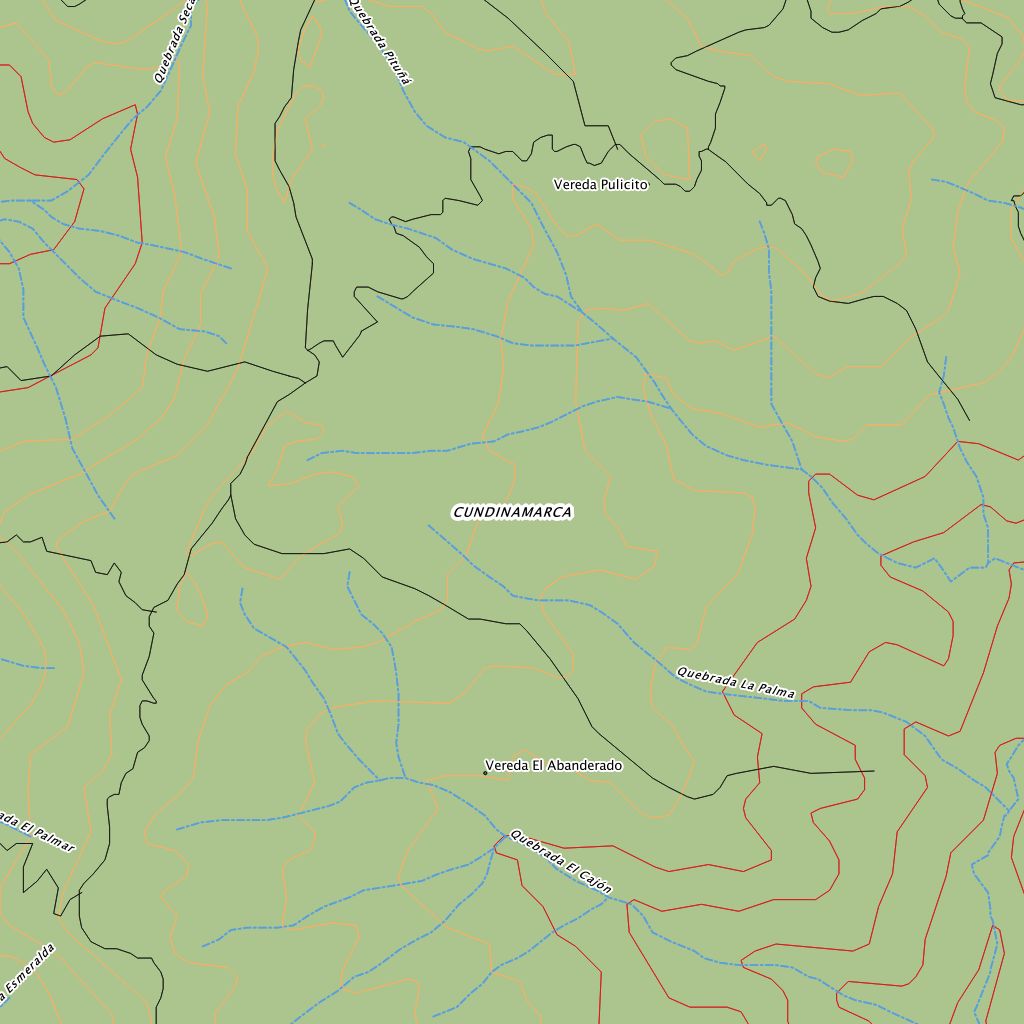 Quebrada Seca
Quebrada Pituñá
Vereda Pulicito
CUNDINAMARCA
Quebrada La Palma
Vereda El Abanderado
El Palmar
Quebrada El Cajón
Esmeralda